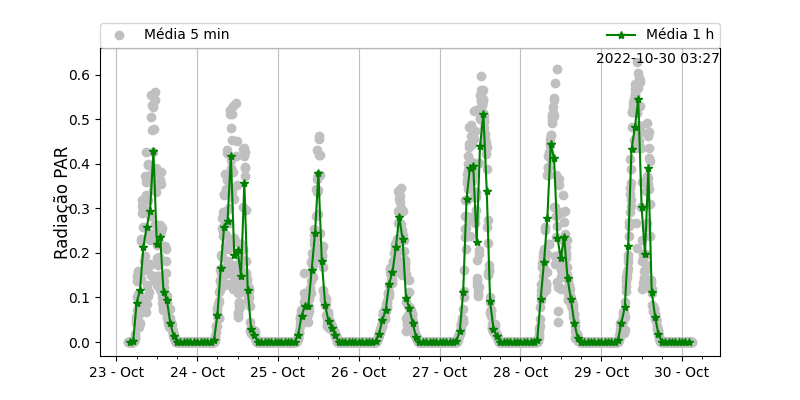 Média 5 min
Média 1 h
2022-10-30 03:27
Radiação PAR
0.6
0.5
0.4
0.3
0.2
0.1
0.0
23 - Oct
24 - Oct
25 - Oct
26 - Oct
27 - Oct
28 - Oct
29 - Oct
30 - Oct